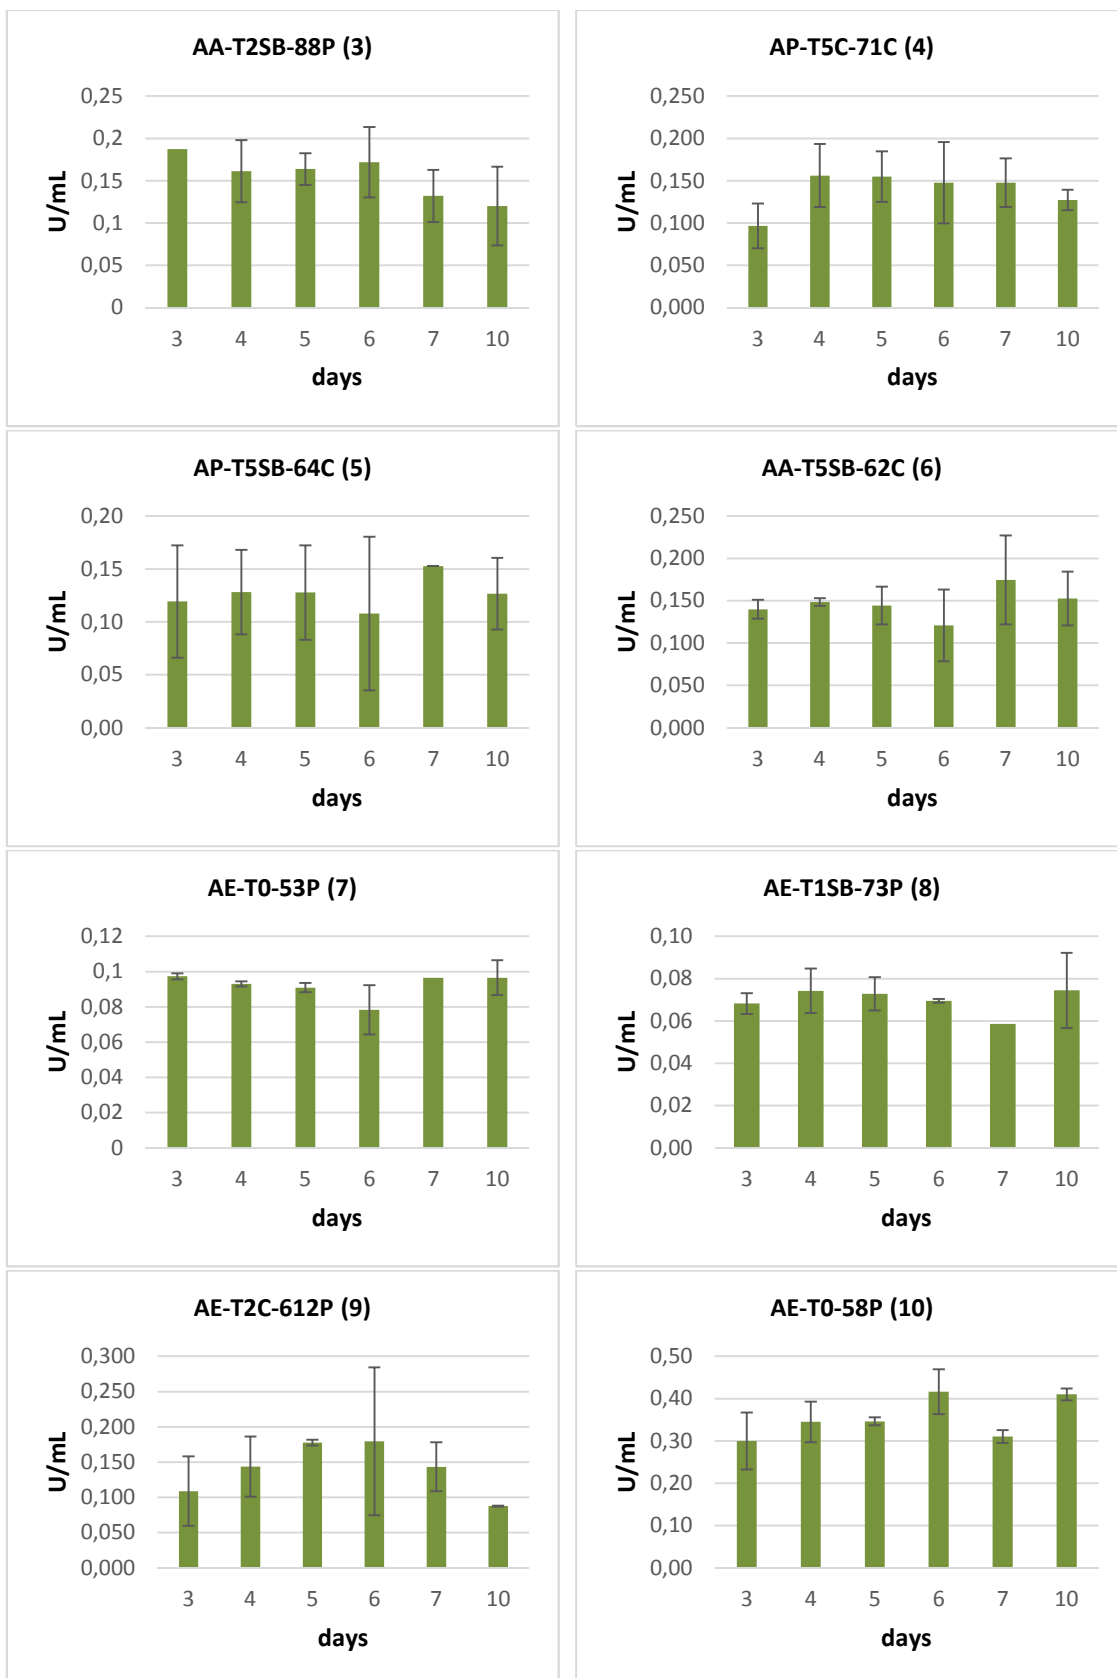 AA-T2SB-88P (3)
U/mL
0,25
0,2
0,15
0,1
0,05
0
3 4 5 6 7 10
days
AP-T5C-71C (4)
U/mL
0,250
0,200
0,150
0,100
0,050
0,000
3 4 5 6 7 10
days
AP-T5SB-64C (5)
U/mL
0,20
0,15
0,10
0,05
0,00
3 4 5 6 7 10
days
AA-T5SB-62C (6)
U/mL
0,250
0,200
0,150
0,100
0,050
0,000
3 4 5 6 7 10
days
AE-T0-53P (7)
U/mL
0,12
0,1
0,08
0,06
0,04
0,02
0
3 4 5 6 7 10
days
AE-T1SB-73P (8)
U/mL
0,10
0,08
0,06
0,04
0,02
0,00
3 4 5 6 7 10
days
AE-T2C-612P (9)
U/mL
0,300
0,250
0,200
0,150
0,100
0,050
0,000
3 4 5 6 7 10
days
AE-T0-58P (10)
U/mL
0,50
0,40
0,30
0,20
0,10
0,00
3 4 5 6 7 10
days